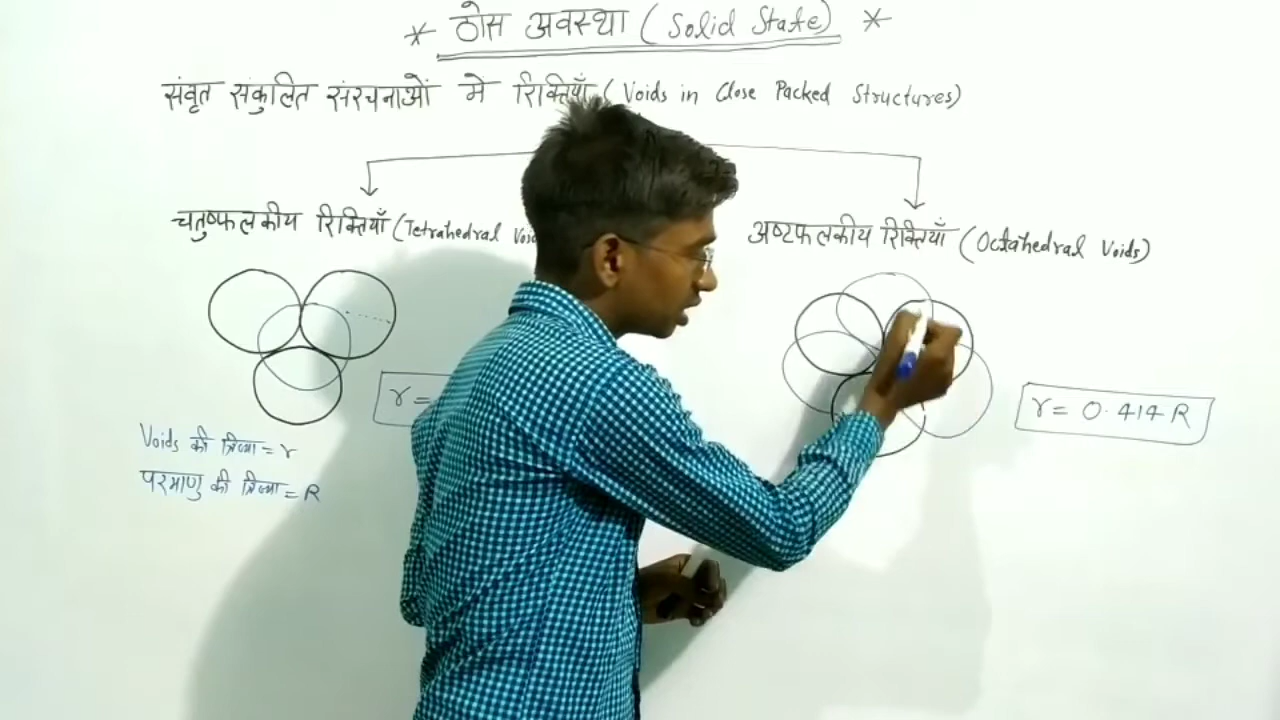 * ठोस अवस्था (Solid State) *
संवृत संकुलित संरचनाओं मे रिक्तियाँ (Voids in Close Packed Structures)
चतुष्फलकीय रिक्तियाँ (Tetrahedral
अष्टफलकीय रिक्तियाँ (Octahedral Voids)
r =
r = 0.414 R
Voids की त्रिज्या = r
परमाणु की त्रिज्या = R